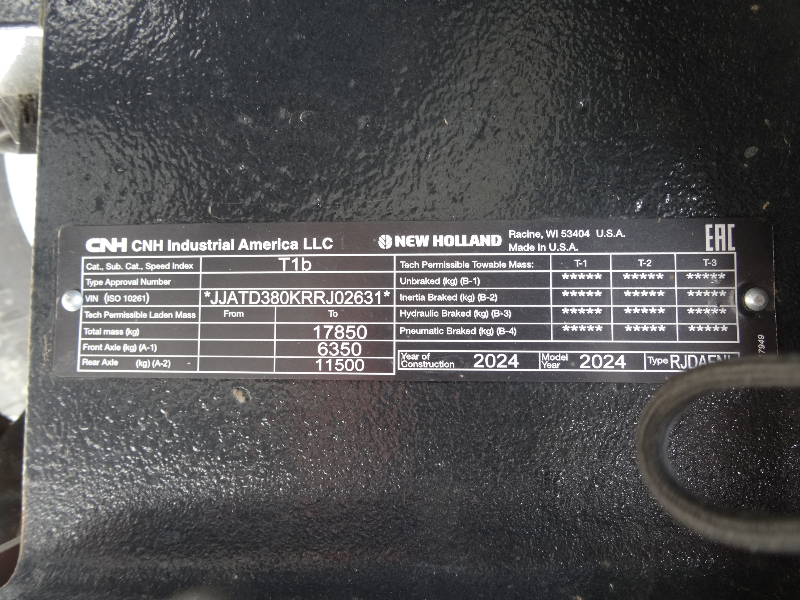 CNH CNH Industrial America LLC NEW HOLLAND Racine, WI 53404 U.S.A. Made in U.S.A. EAC
Cat., Sub. Cat., Speed Index T1b
Type Approval Number
VIN (ISO 10261) *JJATD380KRRJ02631*
Tech Permissible Laden Mass From To
Total mass (kg) 17850
Front Axle (kg) (A-1) 6350
Rear Axle (kg) (A-2) 11500
Tech Permissible Towable Mass: T-1 T-2 T-3
Unbraked (kg) (B-1) ***** ***** *****
Inertia Braked (kg) (B-2) ***** ***** *****
Hydraulic Braked (kg) (B-3) ***** ***** *****
Pneumatic Braked (kg) (B-4) ***** ***** *****
Year of Construction 2024 Model Year 2024 Type